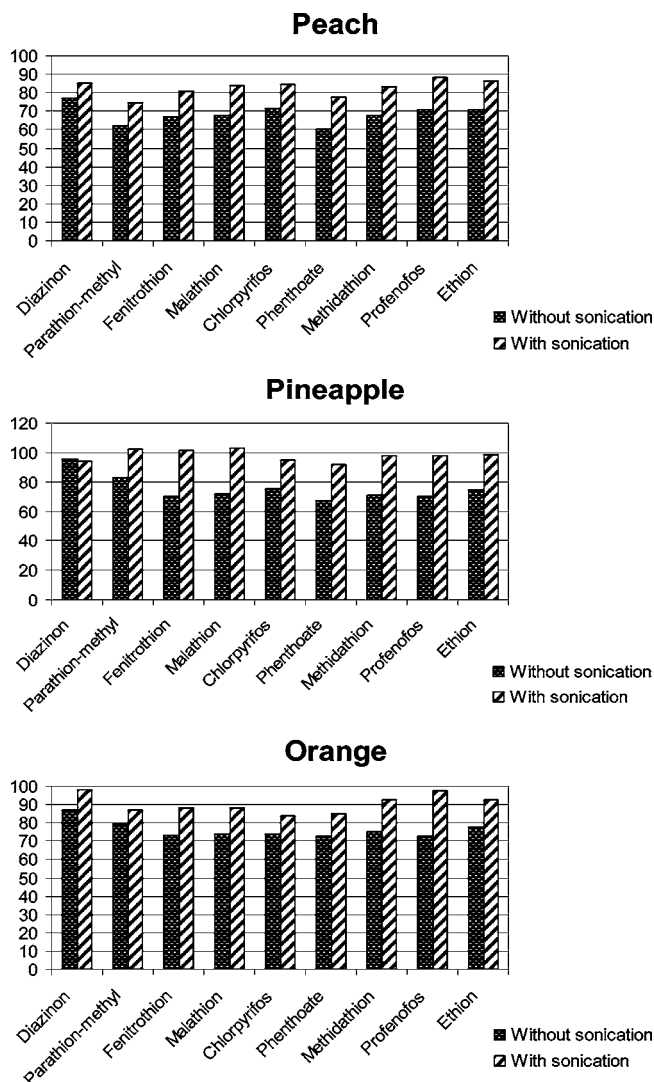 Peach
100
90
80
70
60
50
40
30
20
10
0
Diazinon
Parathion-methyl
Fenitrothion
Malathion
Chlorpyrifos
Phenthoate
Methidathion
Profenofos
Ethion
Without sonication
With sonication
Pineapple
120
100
80
60
40
20
0
Diazinon
Parathion-methyl
Fenitrothion
Malathion
Chlorpyrifos
Phenthoate
Methidathion
Profenofos
Ethion
Without sonication
With sonication
Orange
100
90
80
70
60
50
40
30
20
10
0
Diazinon
Parathion-methyl
Fenitrothion
Malathion
Chlorpyrifos
Phenthoate
Methidathion
Profenofos
Ethion
Without sonication
With sonication